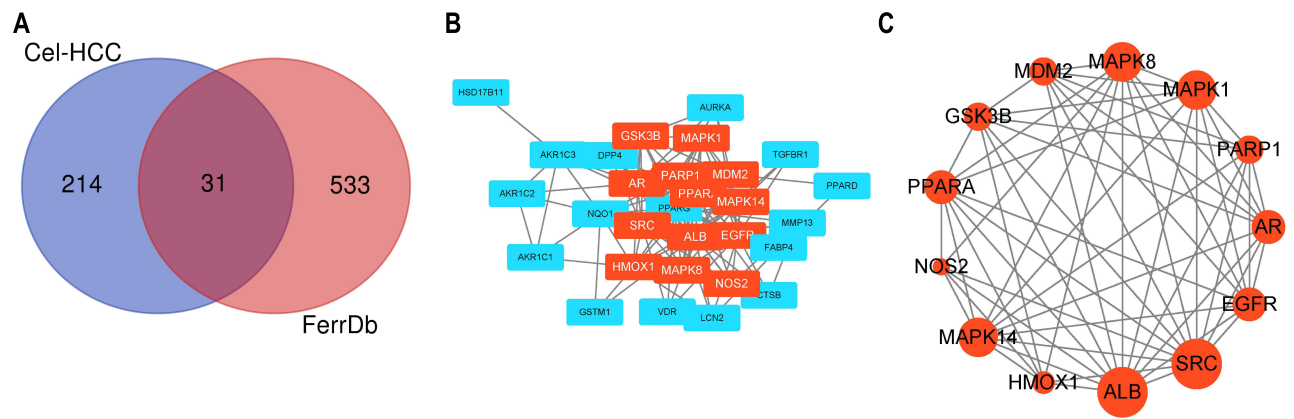 A
Cel-HCC
214
31
533
FerrDb
B
HSD17B11
AURKA
GSK3B
MAPK1
AKR1C3
DPP4
TGFBR1
PARP1
MDM2
AR
PPARA
PPARD
AKR1C2
MAPK14
NQO1
PPARG
SRC
MMP13
ALB
EGFR
FABP4
AKR1C1
HMOX1
MAPK8
NOS2
CTSB
GSTM1
VDR
LCN2
C
MAPK8
MDM2
MAPK1
GSK3B
PARP1
PPARA
AR
NOS2
EGFR
MAPK14
SRC
HMOX1
ALB